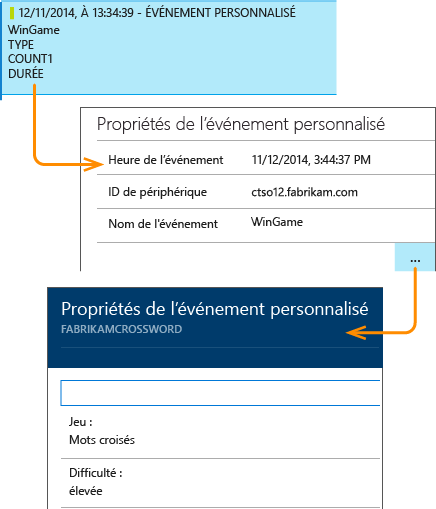 12/11/2014, À 13:34:39 - ÉVÉNEMENT PERSONNALISÉ
WinGame
TYPE
COUNT1
DURÉE
Propriétés de l'événement personnalisé
Heure de l'événement 11/12/2014, 3:44:37 PM
ID de périphérique ctso12.fabrikam.com
Nom de l'événement WinGame
...
Propriétés de l'événement personnalisé
FABRIKAMCROSSWORD
Jeu :
Mots croisés
Difficulté :
élevée